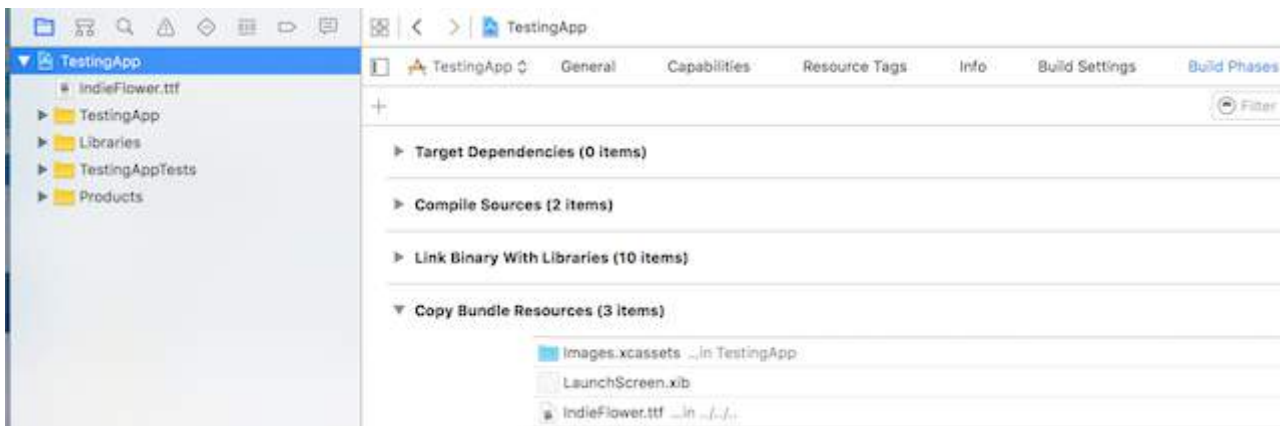 TestingApp
TestingApp General Capabilities Resource Tags Info Build Settings Build Phases
Filter
TestingApp
IndieFlower.ttf
TestingApp
Libraries
TestingAppTests
Products
Target Dependencies (0 items)
Compile Sources (2 items)
Link Binary With Libraries (10 items)
Copy Bundle Resources (3 items)
Images.xcassets ...in TestingApp
LaunchScreen.xib
IndieFlower.ttf ...in ../../..